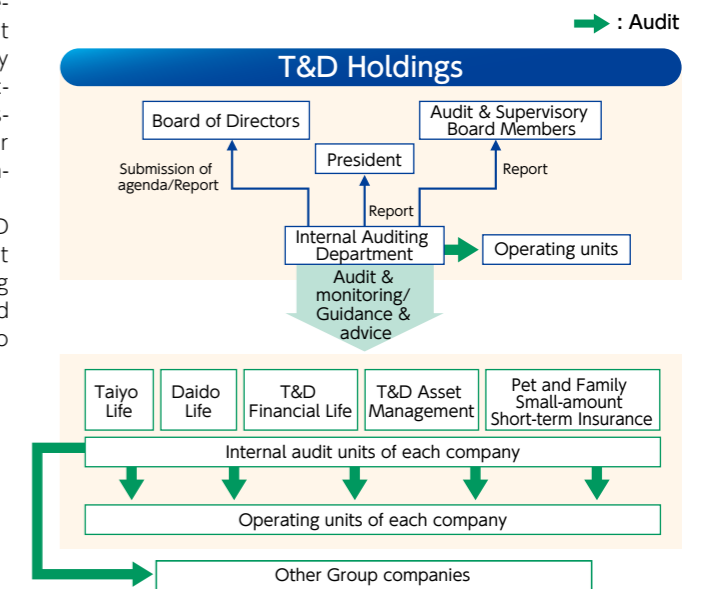 : Audit
T&D Holdings
Board of Directors
Audit & Supervisory
Board Members
President
Submission of
agenda/Report
Report
Report
Internal Auditing
Department
Operating units
Audit &
monitoring/
Guidance &
advice
Taiyo
Life
Daido
Life
T&D
Financial Life
T&D Asset
Management
Pet and Family
Small-amount
Short-term Insurance
Internal audit units of each company
Operating units of each company
Other Group companies